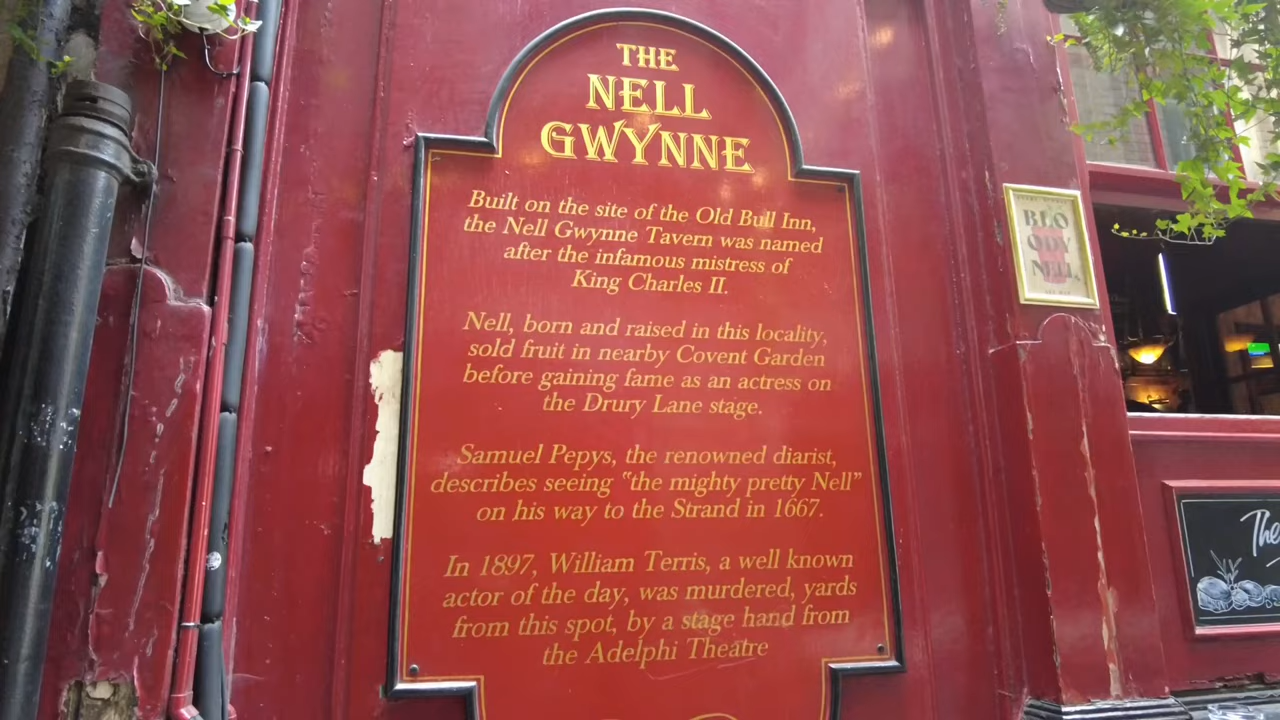 THE
NELL
GWYNNE
Built on the site of the Old Bull Inn,
the Nell Gwynne Tavern was named
after the infamous mistress of
King Charles II.
Nell, born and raised in this locality,
sold fruit in nearby Covent Garden
before gaining fame as an actress on
the Drury Lane stage.
Samuel Pepys, the renowned diarist,
describes seeing "the mighty pretty Nell"
on his way to the Strand in 1667.
In 1897, William Terris, a well known
actor of the day, was murdered, yards
from this spot, by a stage hand from
the Adelphi Theatre
BLO
ODY
NELL
The